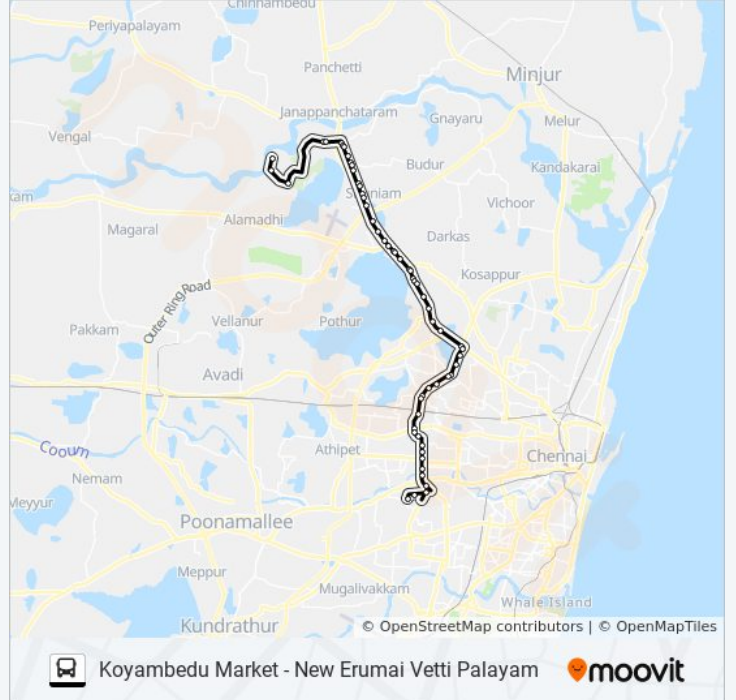 Chinnambedu
Periyapalayam
Panchetti
Minjur
Janappanchataram
Gnayaru
Melur
Vengal
Budur
Kandakarai
Vichoor
Alamadhi
Magaral
Darkas
Kosappur
Outer Ring Road
Vellanur
Pothur
Pakkam
Avadi
Athipet
Cooum
Chennai
Nemam
Meyyur
Poonamallee
Meppur
Mugalivakkam
Whale Island
Kundrathur
© OpenStreetMap contributors | © OpenMapTiles
Koyambedu Market - New Erumai Vetti Palayam
moovit